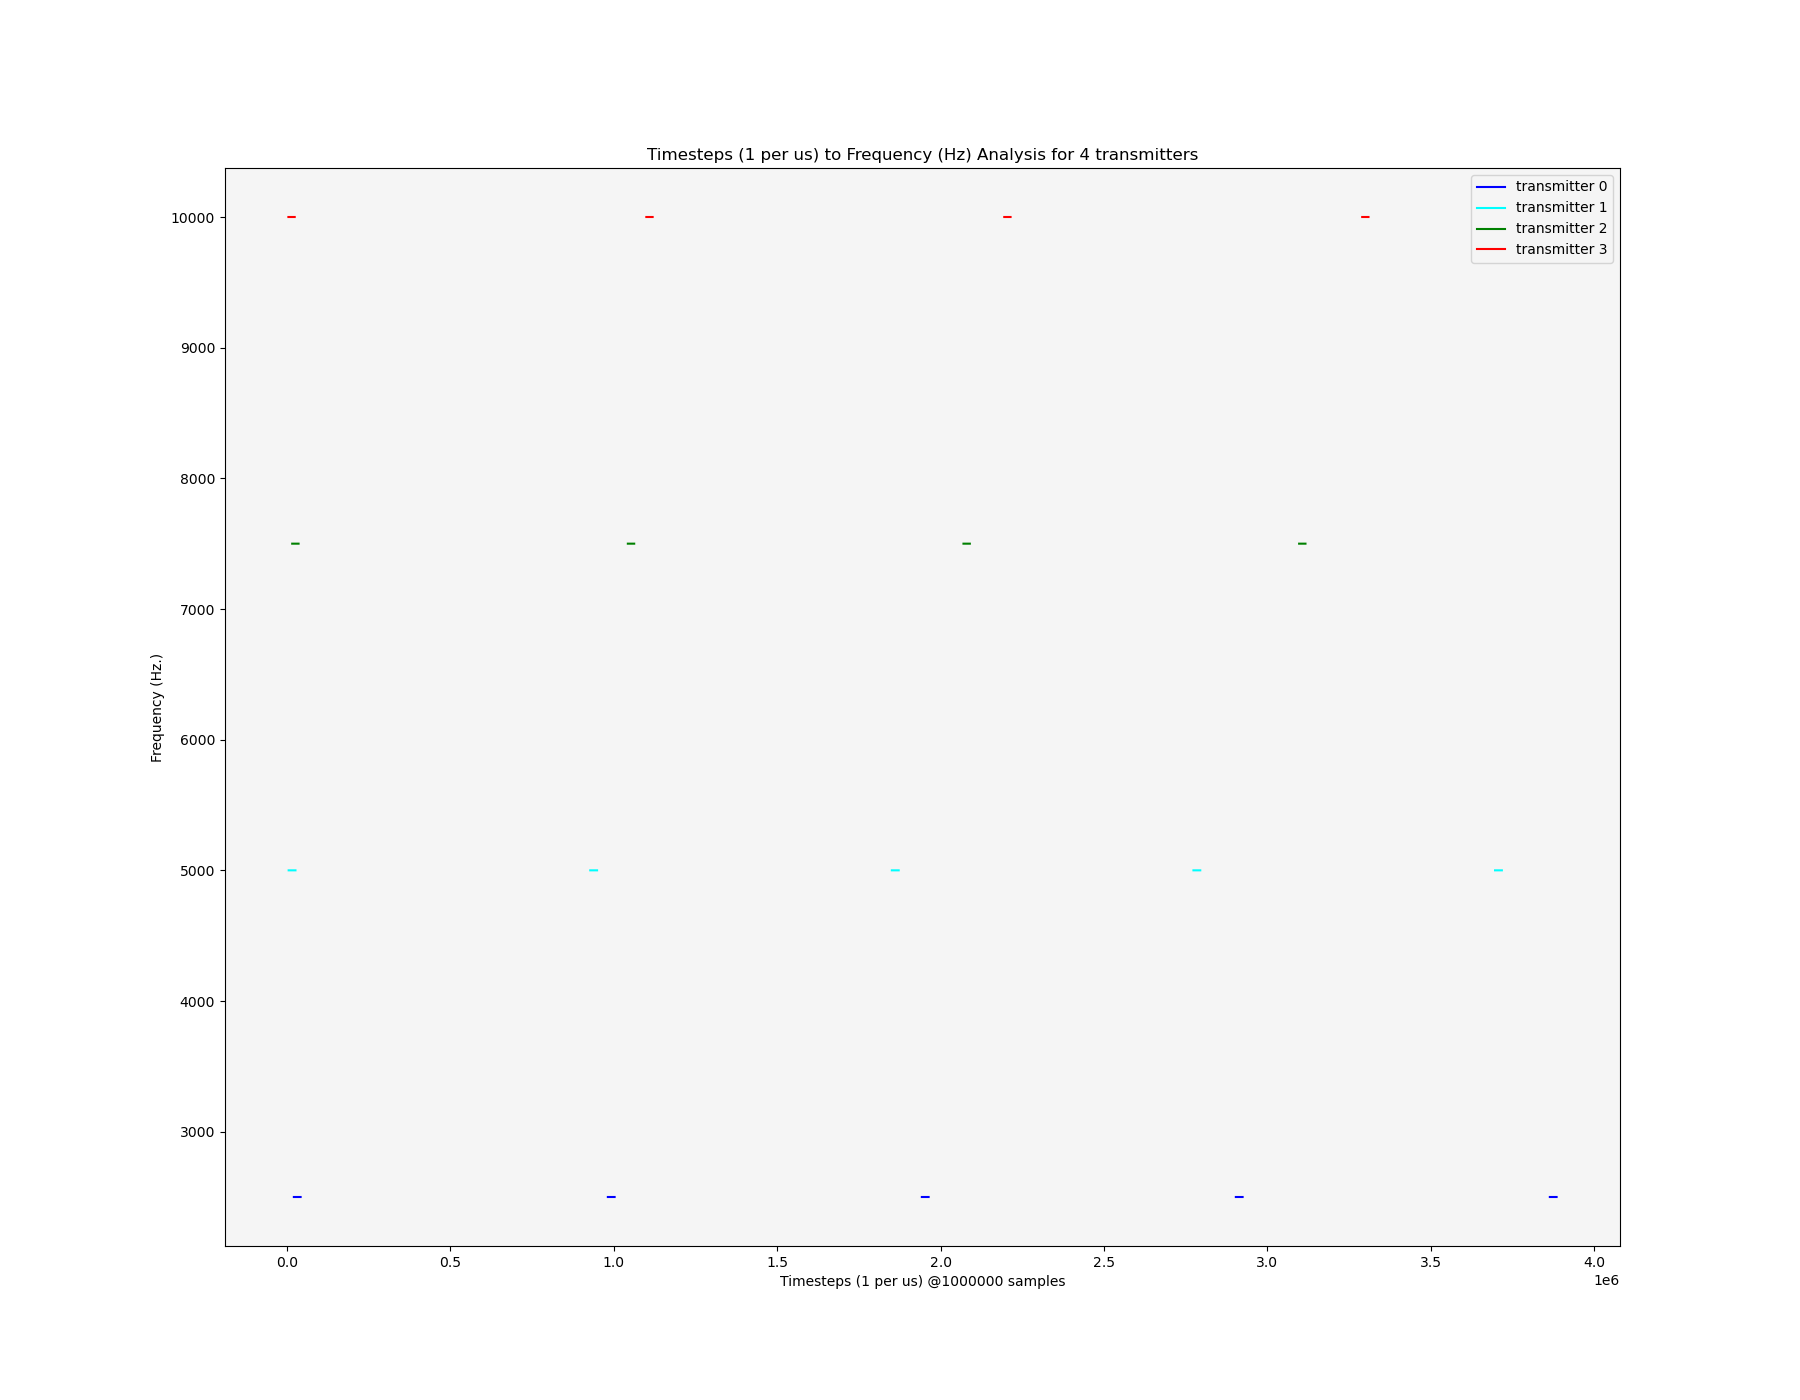 Timesteps (1 per us) to Frequency (Hz) Analysis for 4 transmitters
transmitter 0
transmitter 1
transmitter 2
transmitter 3
10000
9000
8000
7000
6000
5000
4000
3000
Frequency (Hz.)
0.0 0.5 1.0 1.5 2.0 2.5 3.0 3.5 4.0
1e6
Timesteps (1 per us) @1000000 samples